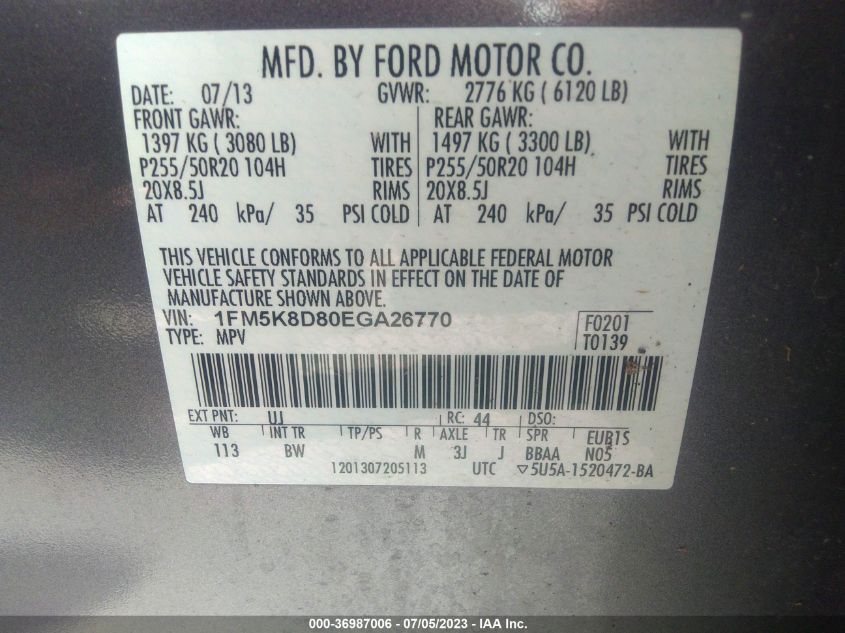 MFD. BY FORD MOTOR CO.
DATE: 07/13 GVWR: 2776 KG ( 6120 LB)
FRONT GAWR: REAR GAWR:
1397 KG ( 3080 LB) WITH 1497 KG ( 3300 LB) WITH
P255/50R20 104H TIRES P255/50R20 104H TIRES
20X8.5J RIMS 20X8.5J RIMS
AT 240 kPa/ 35 PSI COLD AT 240 kPa/ 35 PSI COLD
THIS VEHICLE CONFORMS TO ALL APPLICABLE FEDERAL MOTOR
VEHICLE SAFETY STANDARDS IN EFFECT ON THE DATE OF
MANUFACTURE SHOWN ABOVE.
VIN: 1FM5K8D80EGA26770 F0201
TYPE: MPV T0139
EXT PNT: UJ RC: 44 DSO:
WB INT TR TP/PS R AXLE TR SPR EUB1S
113 BW M 3J J BBAA N05
1201307205113 UTC ▽5U5A-1520472-BA
000-36987006 - 07/05/2023 - IAAI Inc.